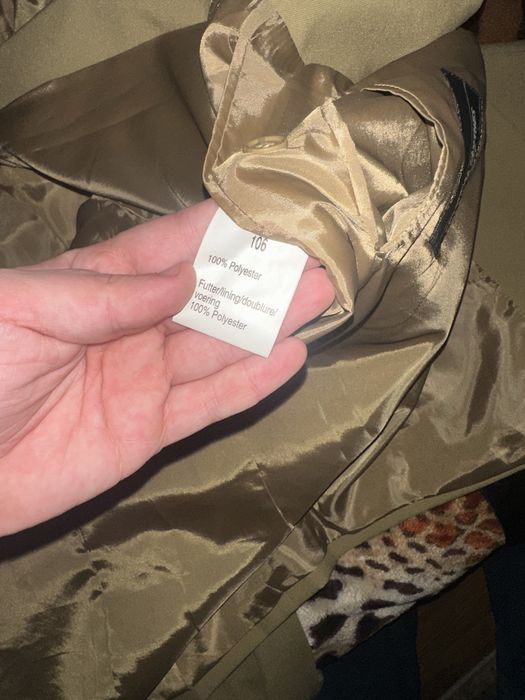 106
100% Polyester
Futter/lining/doublure/
voering
100% Polyester